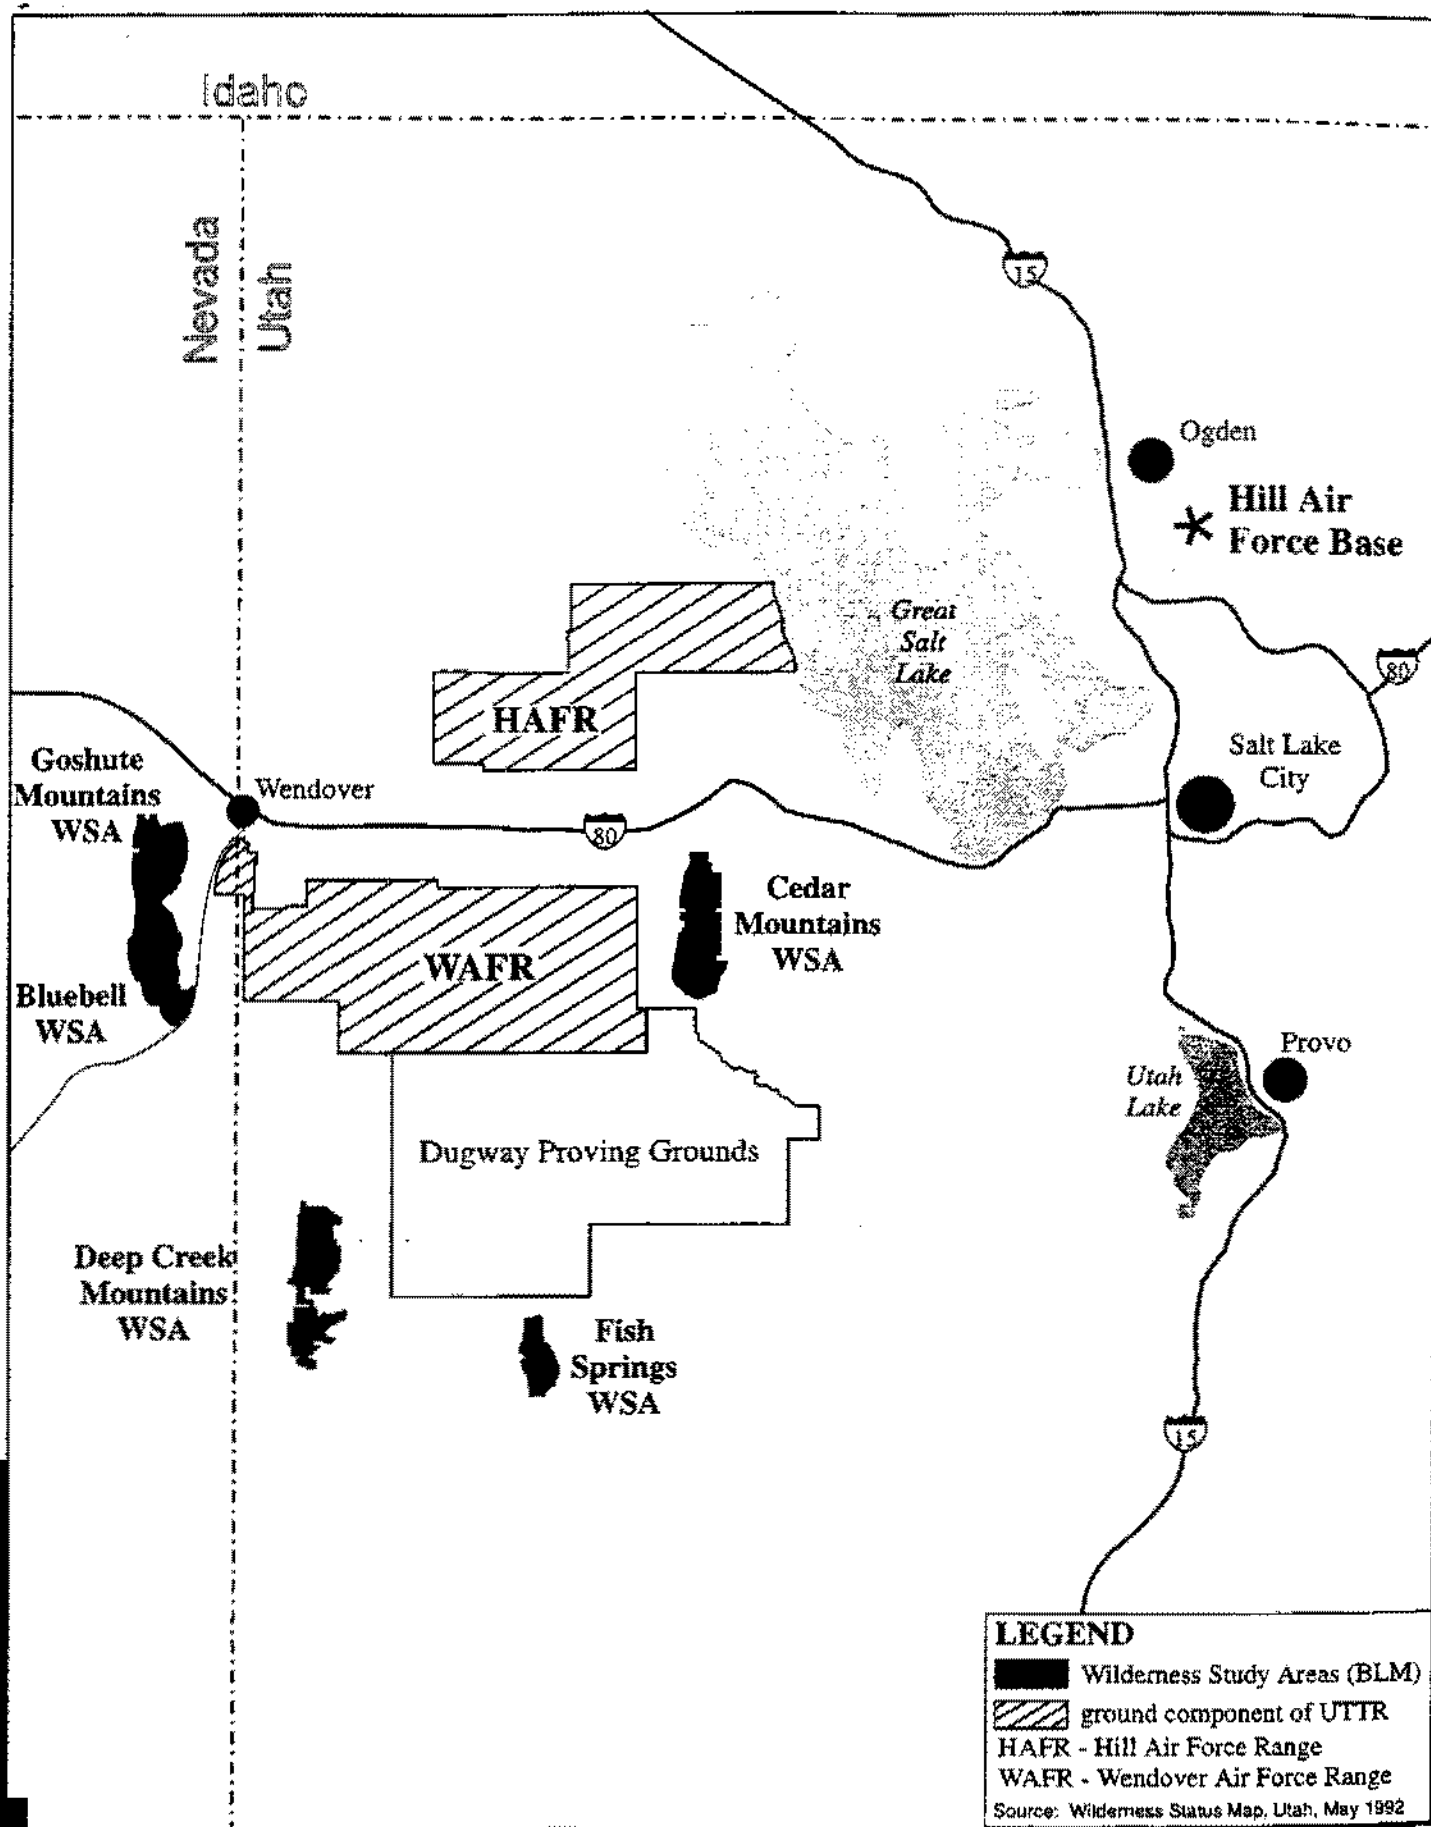 Idaho
Nevada
Utah
15
Ogden
Hill Air
Force Base
Great
Salt
Lake
80
HAFR
Salt Lake
City
Goshute
Mountains
WSA
Wendover
80
Cedar
Mountains
WSA
WAFR
Bluebell
WSA
Provo
Utah
Lake
Dugway Proving Grounds
Deep Creek
Mountains
WSA
Fish
Springs
WSA
15
LEGEND
Wilderness Study Areas (BLM)
ground component of UTTR
HAFR - Hill Air Force Range
WAFR - Wendover Air Force Range
Source: Wilderness Status Map, Utah, May 1992